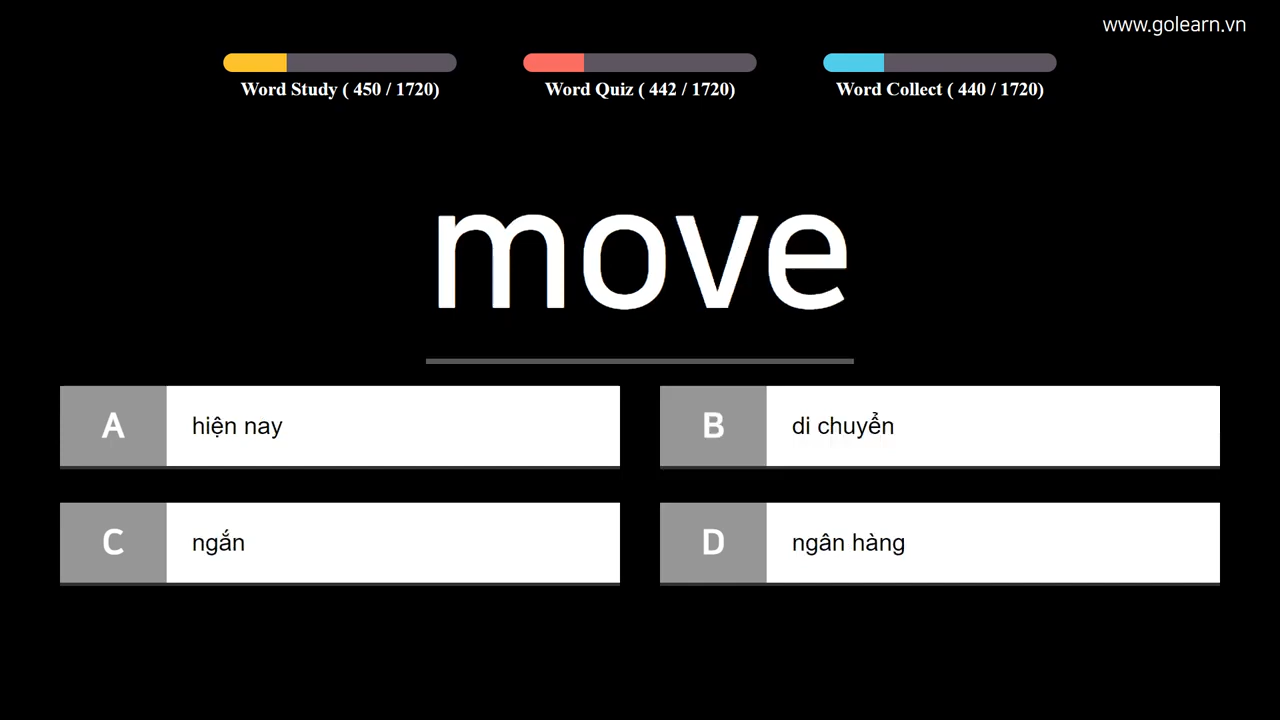 www.golearn.vn
Word Study ( 450 / 1720)
Word Quiz ( 442 / 1720)
Word Collect ( 440 / 1720)
move
A hiện nay
B di chuyển
C ngắn
D ngân hàng